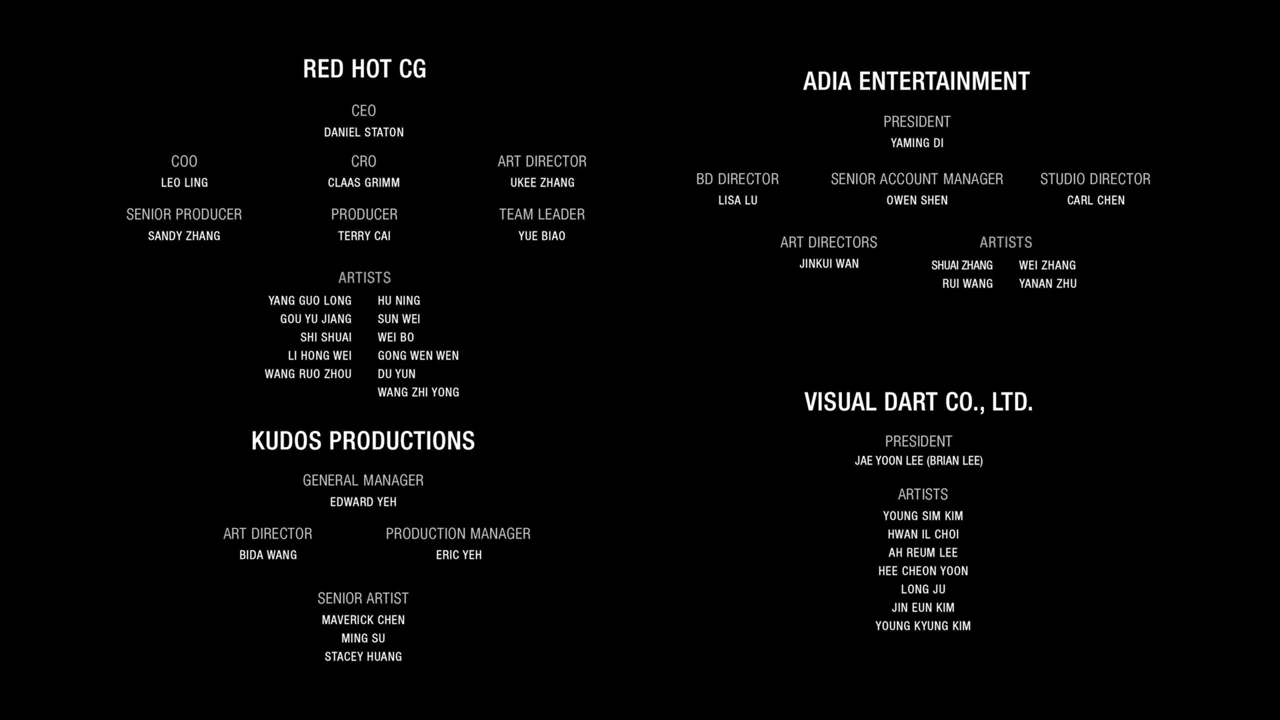 RED HOT CG
CEO
DANIEL STATON
COO CRO ART DIRECTOR
LEO LING CLAAS GRIMM UKEE ZHANG
SENIOR PRODUCER PRODUCER TEAM LEADER
SANDY ZHANG TERRY CAI YUE BIAO
ARTISTS
YANG GUO LONG HU NING
GOU YU JIANG SUN WEI
SHI SHUAI WEI BO
LI HONG WEI GONG WEN WEN
WANG RUO ZHOU DU YUN
WANG ZHI YONG
KUDOS PRODUCTIONS
GENERAL MANAGER
EDWARD YEH
ART DIRECTOR PRODUCTION MANAGER
BIDA WANG ERIC YEH
SENIOR ARTIST
MAVERICK CHEN
MING SU
STACEY HUANG
ADIA ENTERTAINMENT
PRESIDENT
YAMING DI
BD DIRECTOR SENIOR ACCOUNT MANAGER STUDIO DIRECTOR
LISA LU OWEN SHEN CARL CHEN
ART DIRECTORS ARTISTS
JINKUI WAN SHUAI ZHANG WEI ZHANG
RUI WANG YANAN ZHU
VISUAL DART CO., LTD.
PRESIDENT
JAE YOON LEE (BRIAN LEE)
ARTISTS
YOUNG SIM KIM
HWAN IL CHOI
AH REUM LEE
HEE CHEON YOON
LONG JU
JIN EUN KIM
YOUNG KYUNG KIM